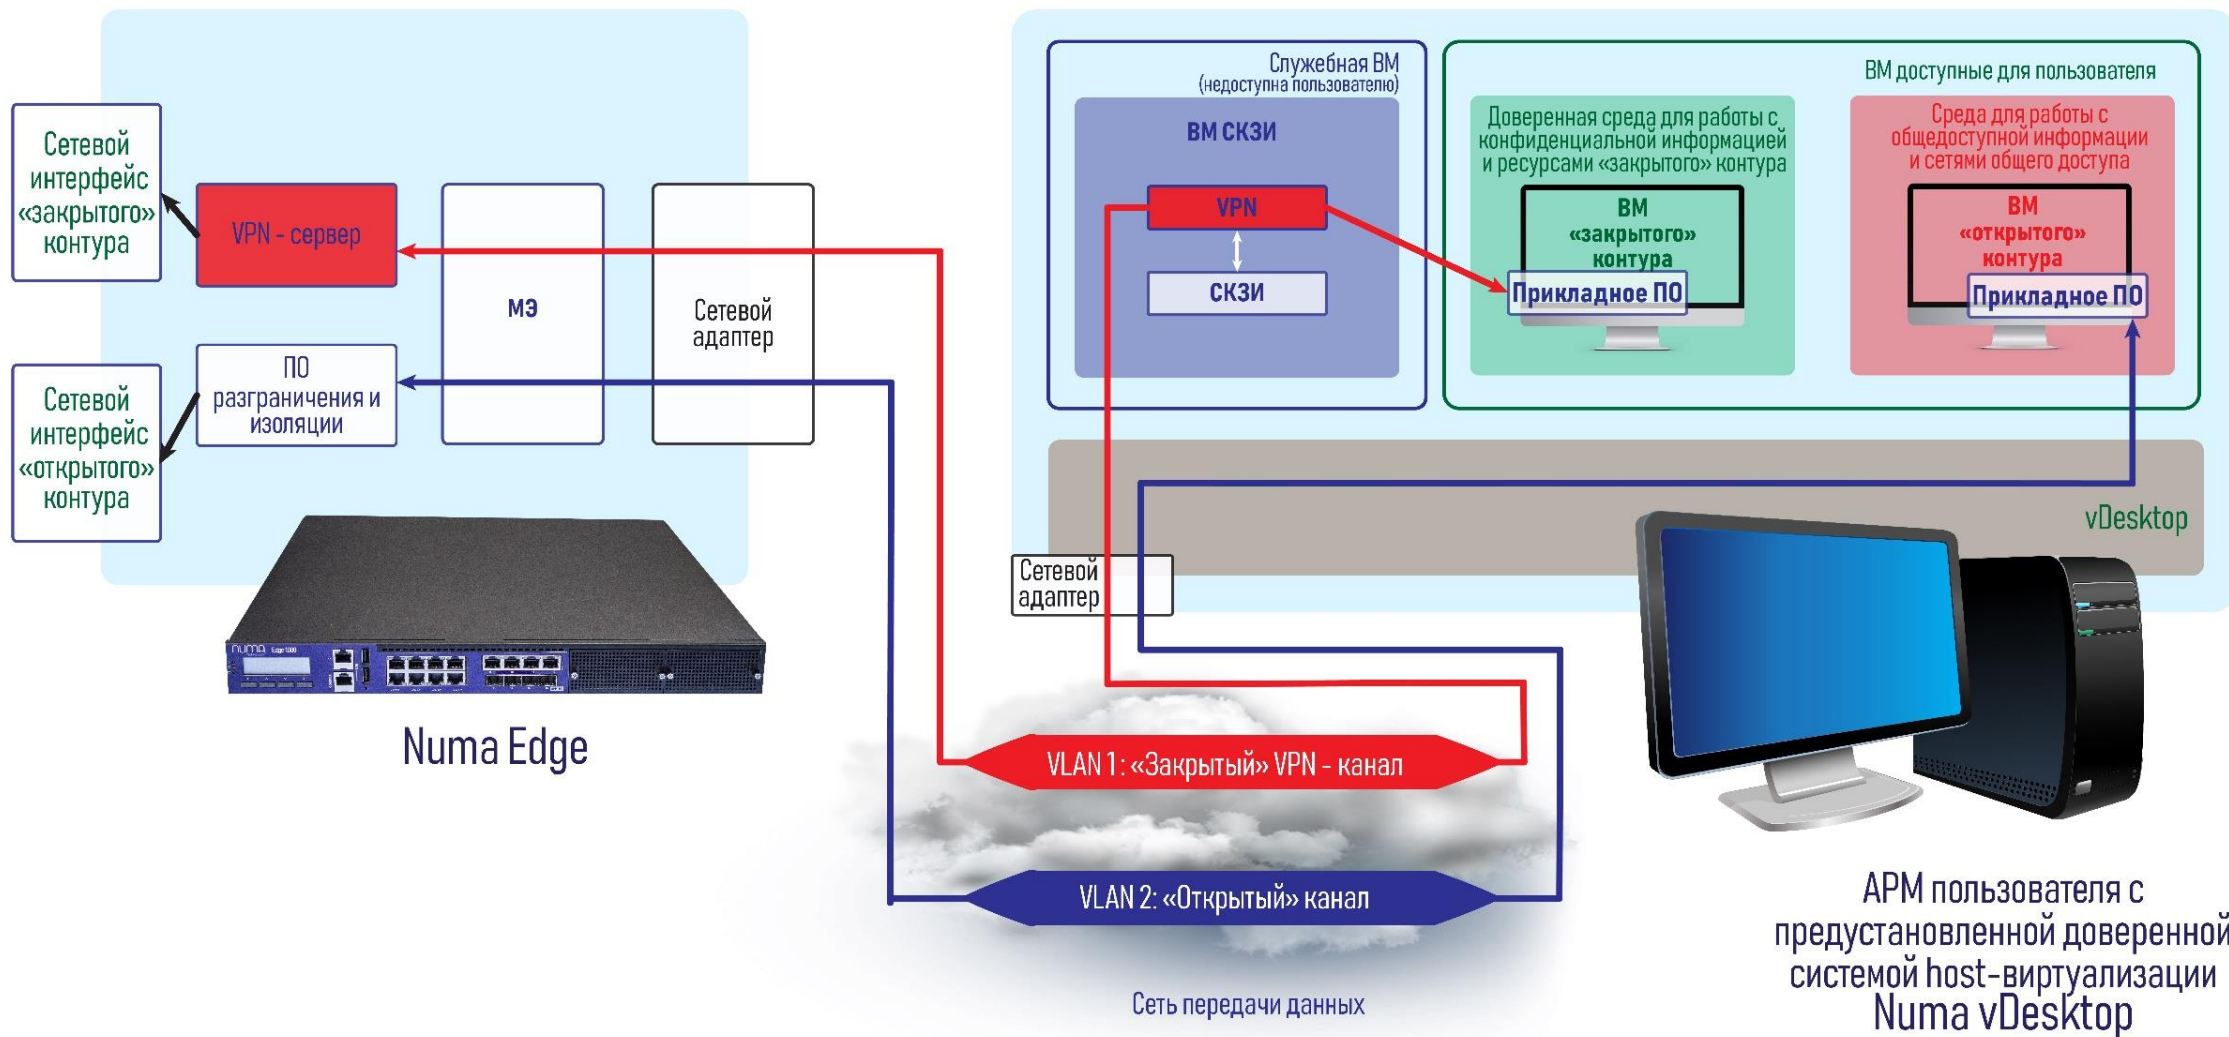 Сетевой
интерфейс
«закрытого»
контура
VPN - сервер
МЭ
Сетевой
адаптер
ПО
разграничения и
изоляции
Сетевой
интерфейс
«открытого»
контура
numa Edge 1000
Numa Edge
Служебная ВМ
(недоступна пользователю)
ВМ СКЗИ
VPN
СКЗИ
ВМ доступные для пользователя
Доверенная среда для работы с
конфиденциальной информацией
и ресурсами «закрытого» контура
ВМ
«закрытого»
контура
Прикладное ПО
Среда для работы с
общедоступной информации
и сетями общего доступа
ВМ
«открытого»
контура
Прикладное ПО
vDesktop
Сетевой
адаптер
VLAN 1: «Закрытый» VPN - канал
VLAN 2: «Открытый» канал
Сеть передачи данных
АРМ пользователя с
предустановленной доверенной
системой host-виртуализации
Numa vDesktop